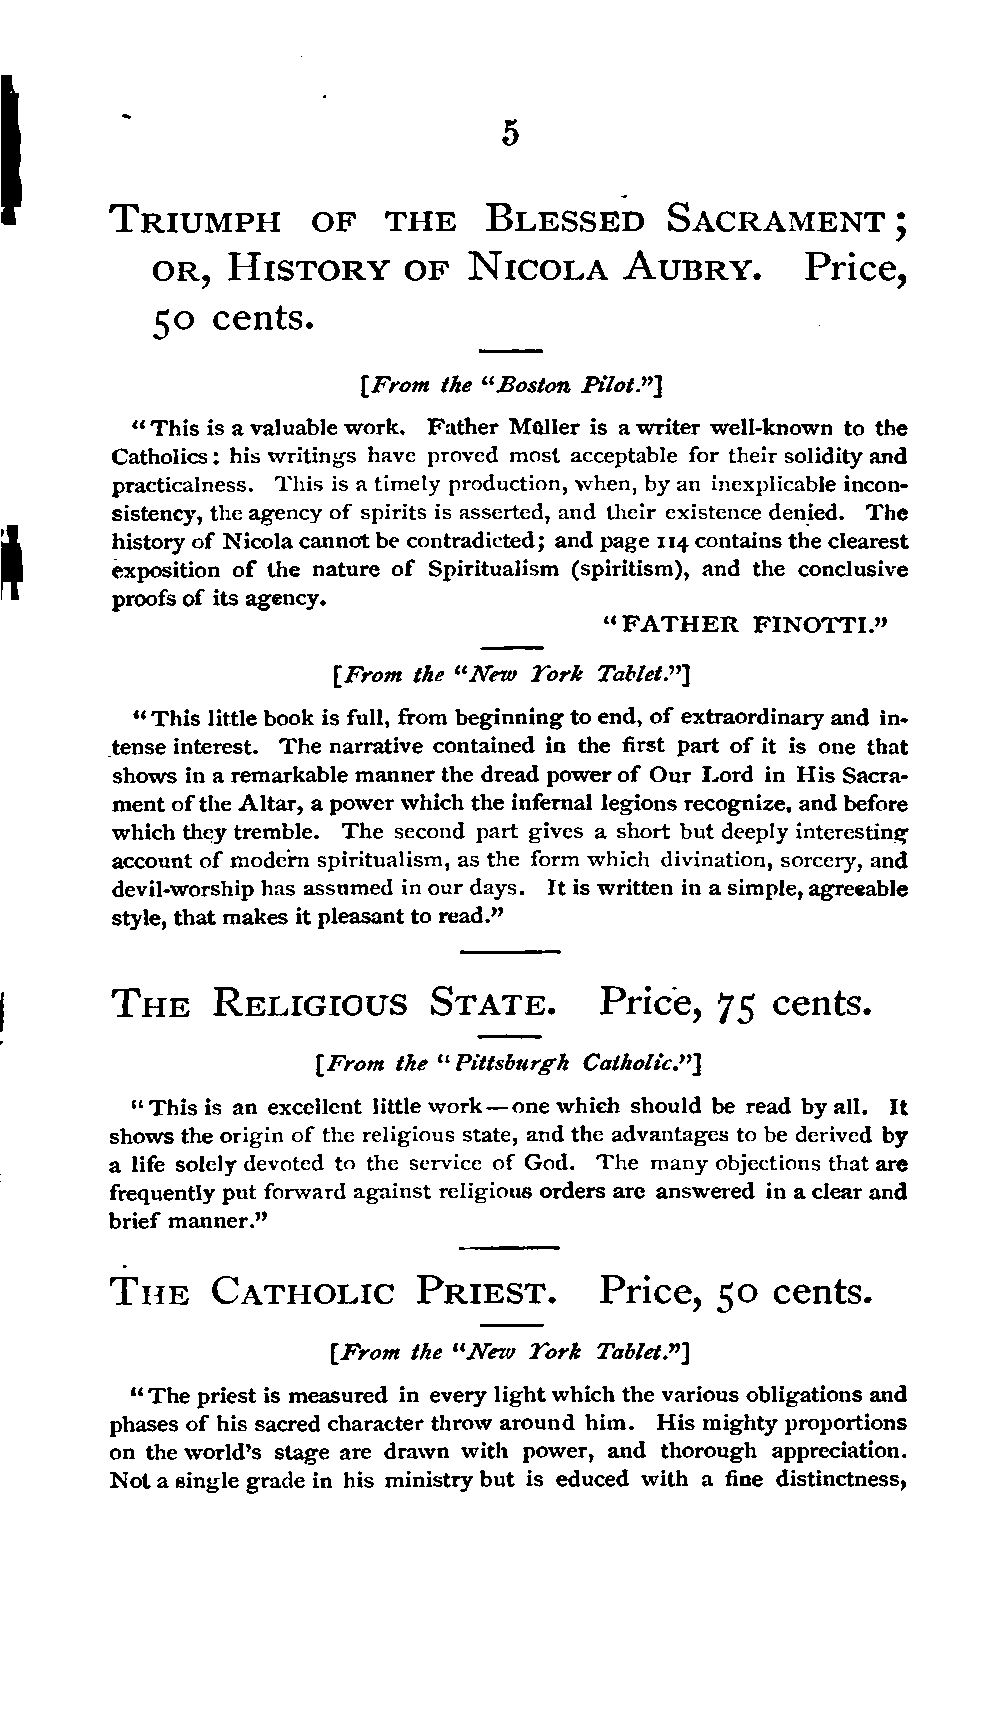 5
TRIUMPH OF THE BLESSED SACRAMENT;
OR, HISTORY OF NICOLA AUBRY. Price,
50 cents.
[From the "Boston Pilot."]
"This is a valuable work. Father Müller is a writer well-known to the
Catholics: his writings have proved most acceptable for their solidity and
practicalness. This is a timely production, when, by an inexplicable incon-
sistency, the agency of spirits is asserted, and their existence denied. The
history of Nicola cannot be contradicted; and page 114 contains the clearest
exposition of the nature of Spiritualism (spiritism), and the conclusive
proofs of its agency.
"FATHER FINOTTI."
[From the "New York Tablet."]
"This little book is full, from beginning to end, of extraordinary and in-
tense interest. The narrative contained in the first part of it is one that
shows in a remarkable manner the dread power of Our Lord in His Sacra-
ment of the Altar, a power which the infernal legions recognize, and before
which they tremble. The second part gives a short but deeply interesting
account of modern spiritualism, as the form which divination, sorcery, and
devil-worship has assumed in our days. It is written in a simple, agreeable
style, that makes it pleasant to read."
THE RELIGIOUS STATE. Price, 75 cents.
[From the "Pittsburgh Catholic."]
"This is an excellent little work—one which should be read by all. It
shows the origin of the religious state, and the advantages to be derived by
a life solely devoted to the service of God. The many objections that are
frequently put forward against religious orders are answered in a clear and
brief manner."
THE CATHOLIC PRIEST. Price, 50 cents.
[From the "New York Tablet."]
"The priest is measured in every light which the various obligations and
phases of his sacred character throw around him. His mighty proportions
on the world's stage are drawn with power, and thorough appreciation.
Not a single grade in his ministry but is educed with a fine distinctness,